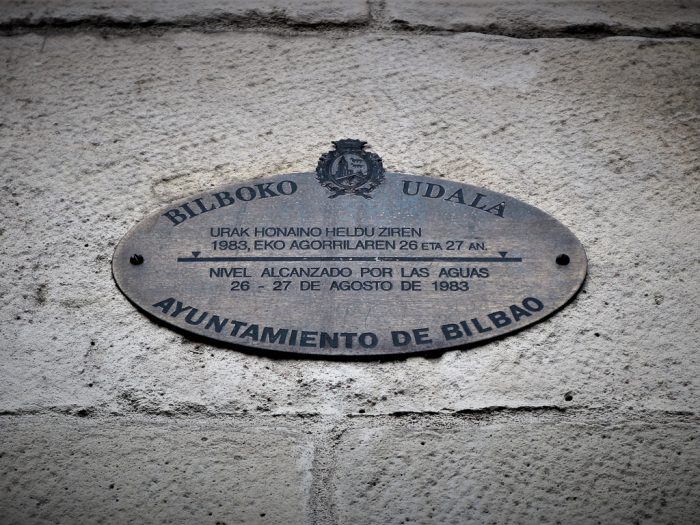 BILBOKO UDALA
URAK HONAINO HELDU ZIREN
1983, EKO AGORRILAREN 26 ETA 27 AN.
NIVEL ALCANZADO POR LAS AGUAS
26 - 27 DE AGOSTO DE 1983
AYUNTAMIENTO DE BILBAO